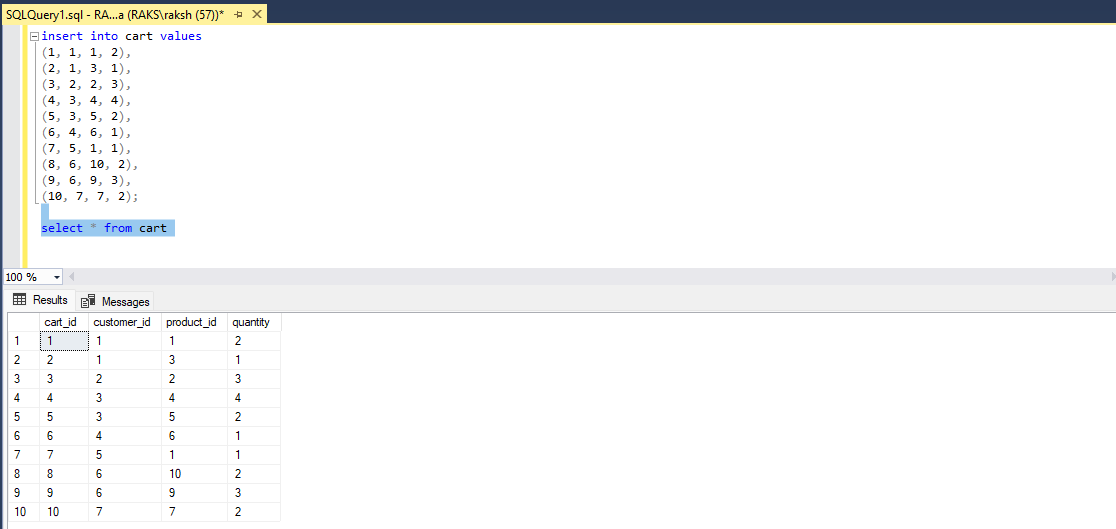 SQLQuery1.sql - RA...a (RAKS\raksh (57))*
insert into cart values
(1, 1, 1, 2),
(2, 1, 3, 1),
(3, 2, 2, 3),
(4, 3, 4, 4),
(5, 3, 5, 2),
(6, 4, 6, 1),
(7, 5, 1, 1),
(8, 6, 10, 2),
(9, 6, 9, 3),
(10, 7, 7, 2);
select * from cart
100 %
Results Messages
cart_id customer_id product_id quantity
1 1 1 1 2
2 2 1 3 1
3 3 2 2 3
4 4 3 4 4
5 5 3 5 2
6 6 4 6 1
7 7 5 1 1
8 8 6 10 2
9 9 6 9 3
10 10 7 7 2